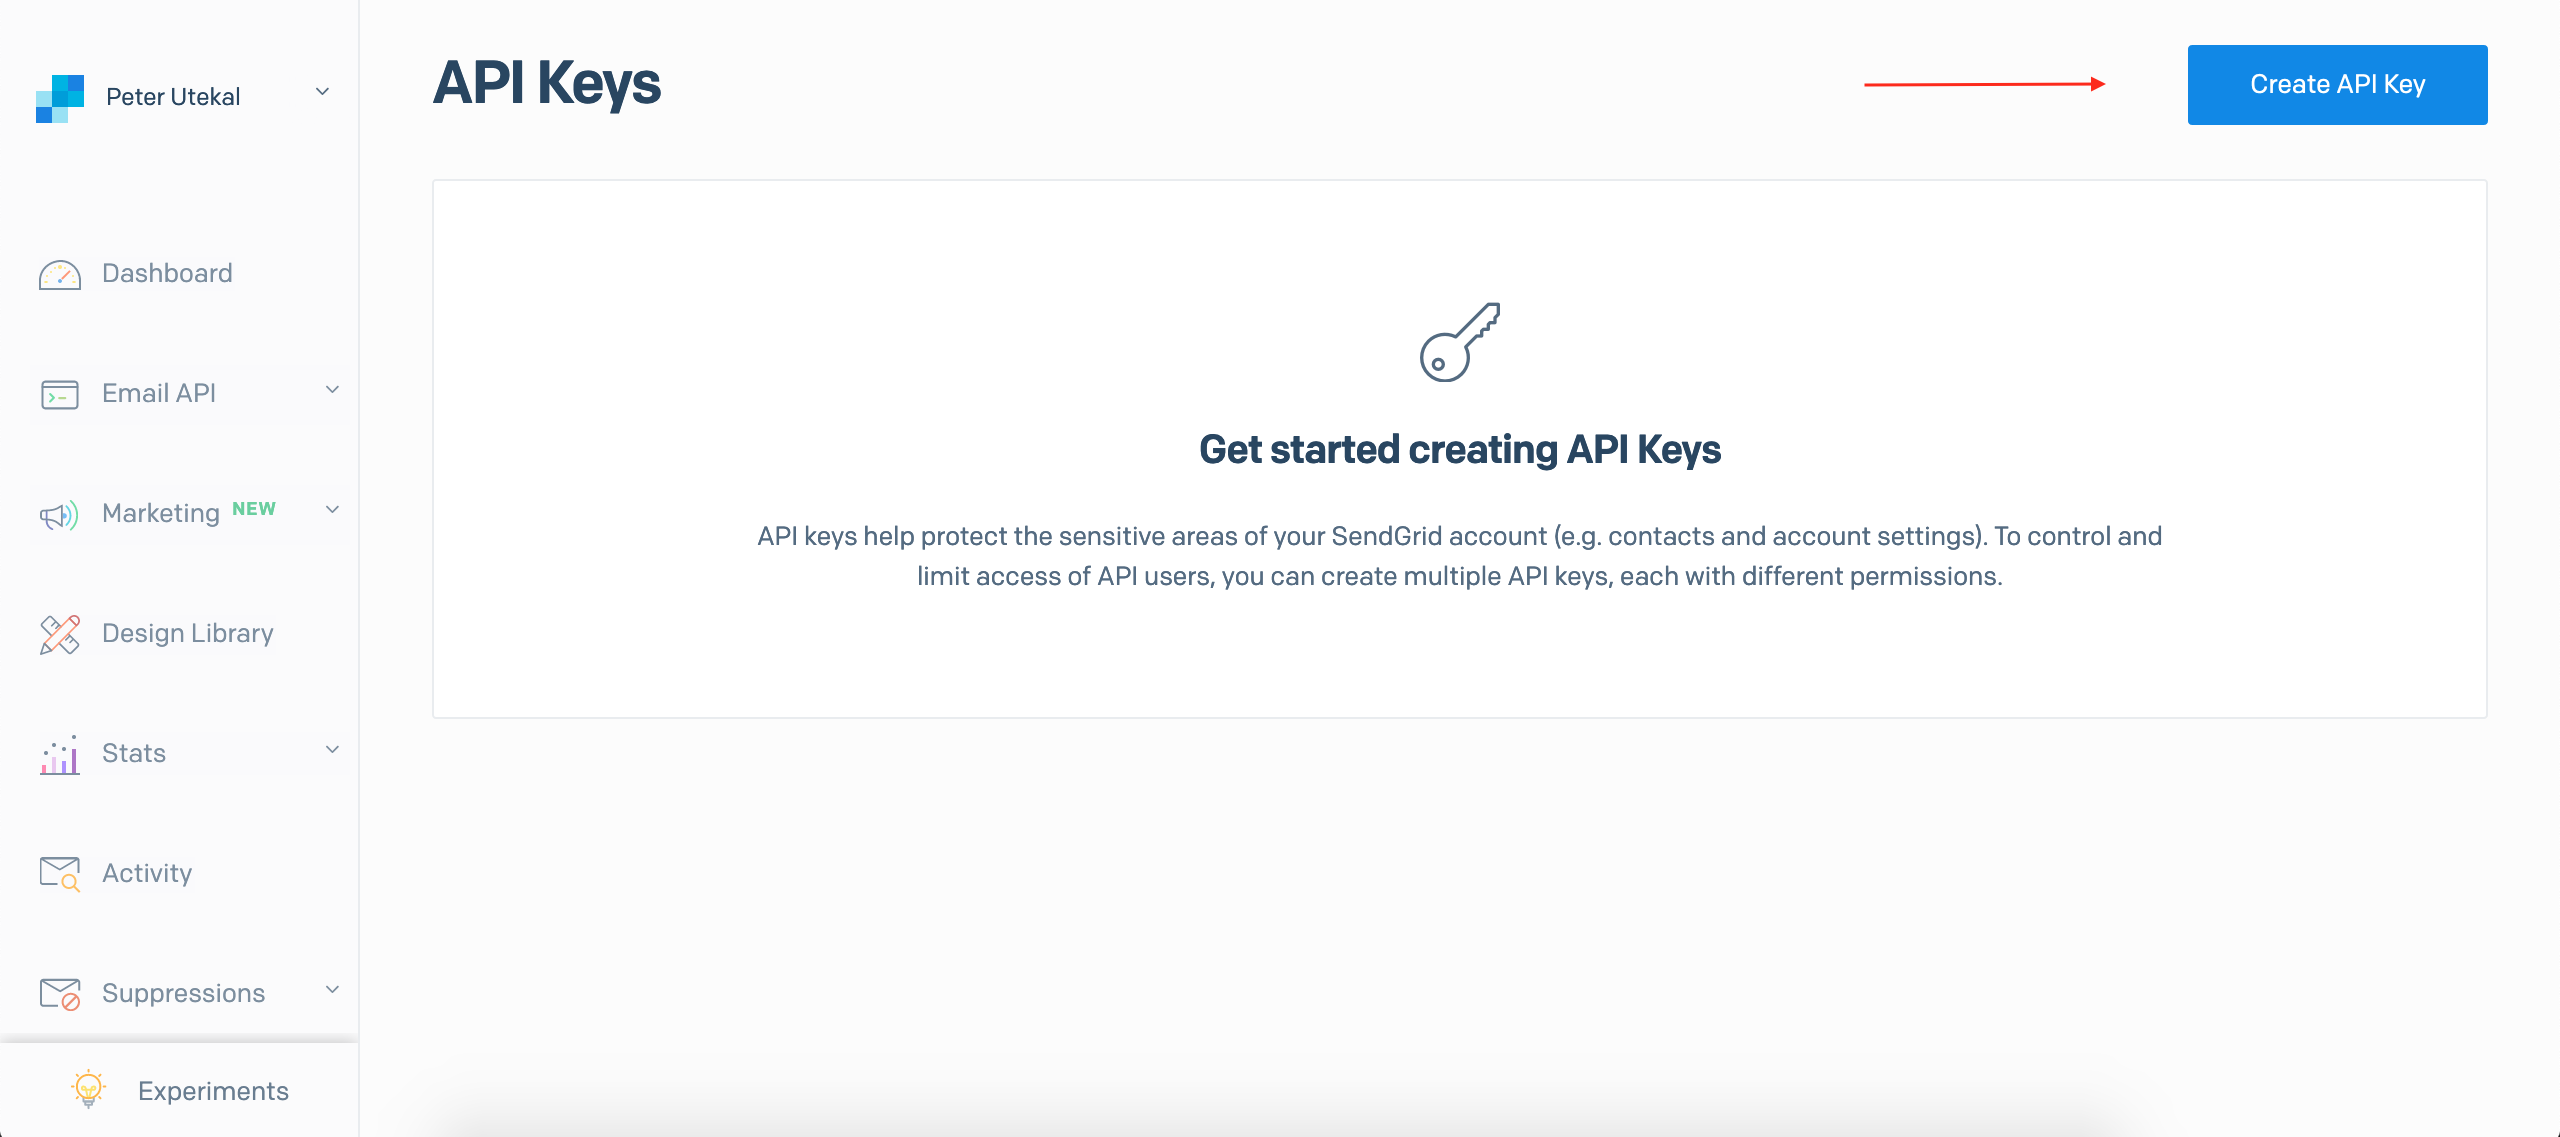 Peter Utekal
Dashboard
Email API
Marketing NEW
Design Library
Stats
Activity
Suppressions
Experiments
API Keys
Create API Key
Get started creating API Keys
API keys help protect the sensitive areas of your SendGrid account (e.g. contacts and account settings). To control and
limit access of API users, you can create multiple API keys, each with different permissions.